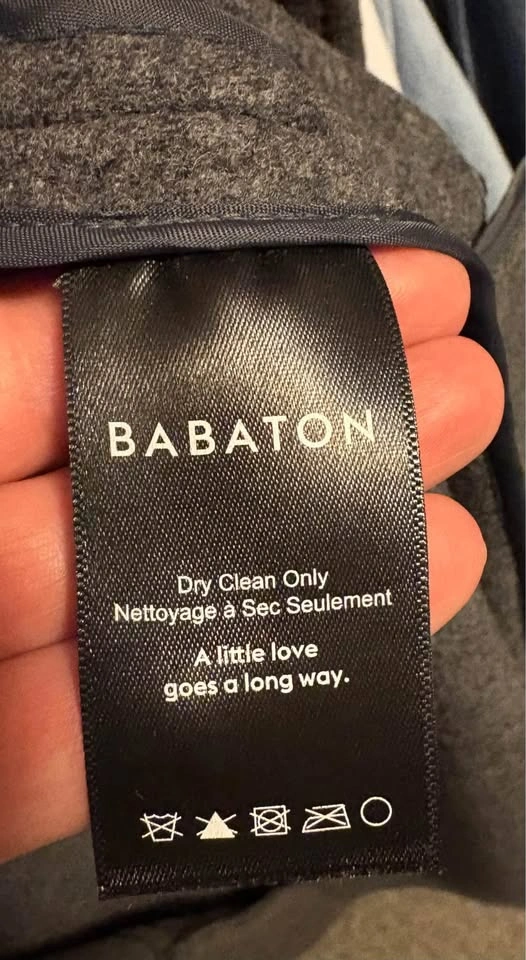 BABATON
Dry Clean Only
Nettoyage à Sec Seulement
A little love
goes a long way.